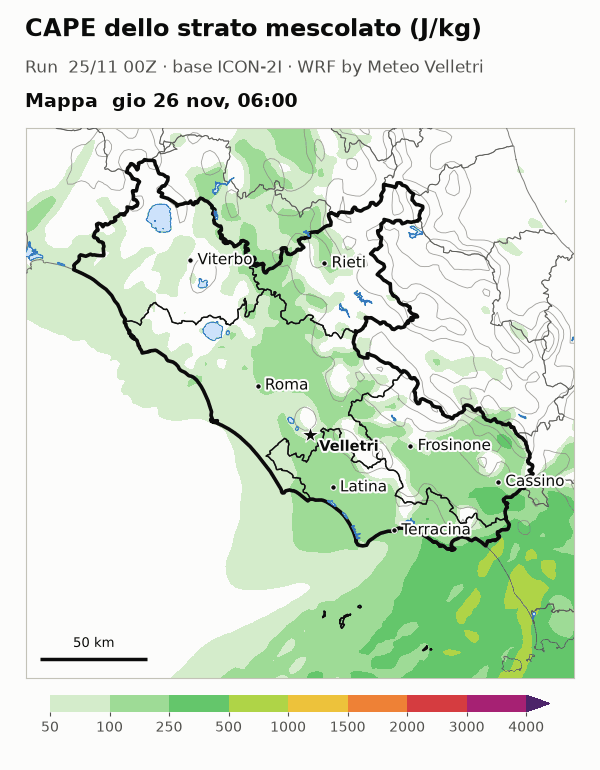 CAPE dello strato mescolato (J/kg)
Run  25/11 00Z · base ICON-2I · WRF by Meteo Velletri
Mappa  gio 26 nov, 06:00
Viterbo
Rieti
Roma
Velletri
Frosinone
Cassino
Latina
Terracina
50 km
50 100 250 500 1000 1500 2000 3000 4000